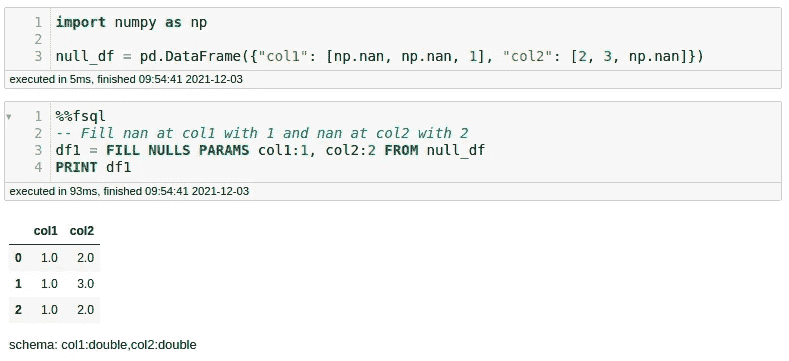 1 import numpy as np
2
3 null_df = pd.DataFrame({"col1": [np.nan, np.nan, 1], "col2": [2, 3, np.nan]})
executed in 5ms, finished 09:54:41 2021-12-03
1 %%fsql
2 -- Fill nan at col1 with 1 and nan at col2 with 2
3 df1 = FILL NULLS PARAMS col1:1, col2:2 FROM null_df
4 PRINT df1
executed in 93ms, finished 09:54:41 2021-12-03
col1 col2
0 1.0 2.0
1 1.0 3.0
2 1.0 2.0
schema: col1:double,col2:double